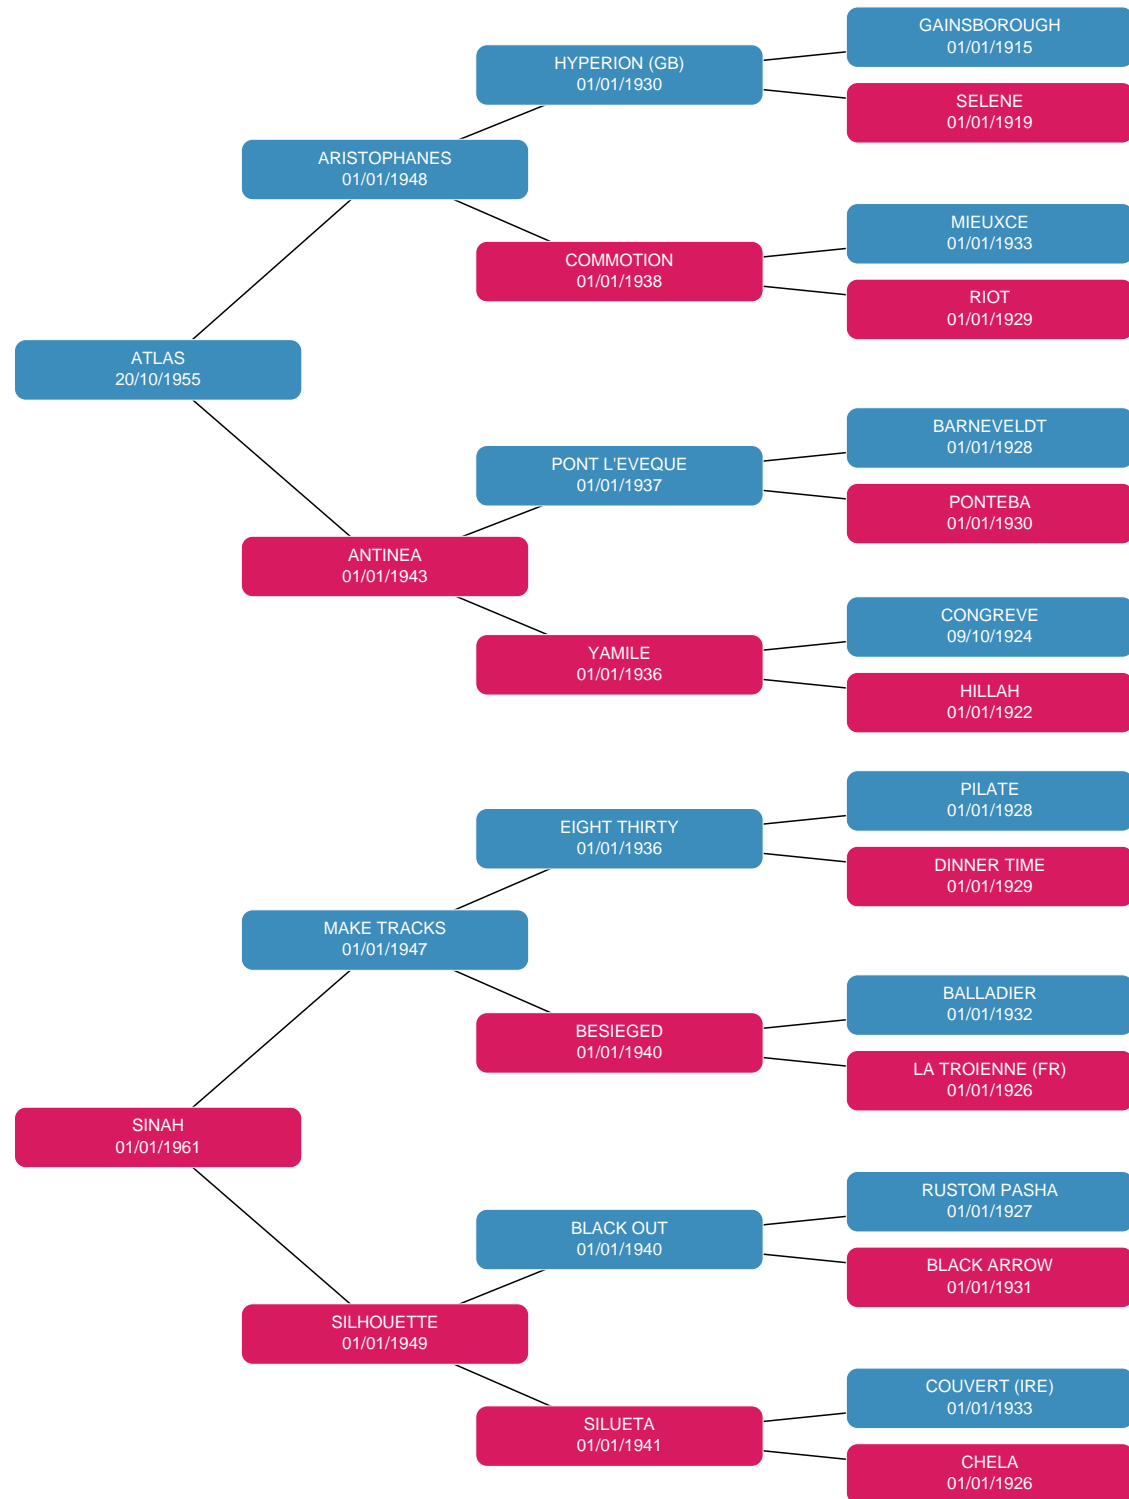 GAINSBOROUGH
01/01/1915
HYPERION (GB)
01/01/1930
SELENE
01/01/1919
ARISTOPHANES
01/01/1948
MIEUXCE
01/01/1933
COMMOTION
01/01/1938
RIOT
01/01/1929
ATLAS
20/10/1955
BARNEVELDT
01/01/1928
PONT L'EVEQUE
01/01/1937
PONTEBA
01/01/1930
ANTINEA
01/01/1943
CONGREVE
09/10/1924
YAMILE
01/01/1936
HILLAH
01/01/1922
PILATE
01/01/1928
EIGHT THIRTY
01/01/1936
DINNER TIME
01/01/1929
MAKE TRACKS
01/01/1947
BALLADIER
01/01/1932
BESIEGED
01/01/1940
LA TROIENNE (FR)
01/01/1926
SINAH
01/01/1961
RUSTOM PASHA
01/01/1927
BLACK OUT
01/01/1940
BLACK ARROW
01/01/1931
SILHOUETTE
01/01/1949
COUVERT (IRE)
01/01/1933
SILUETA
01/01/1941
CHELA
01/01/1926